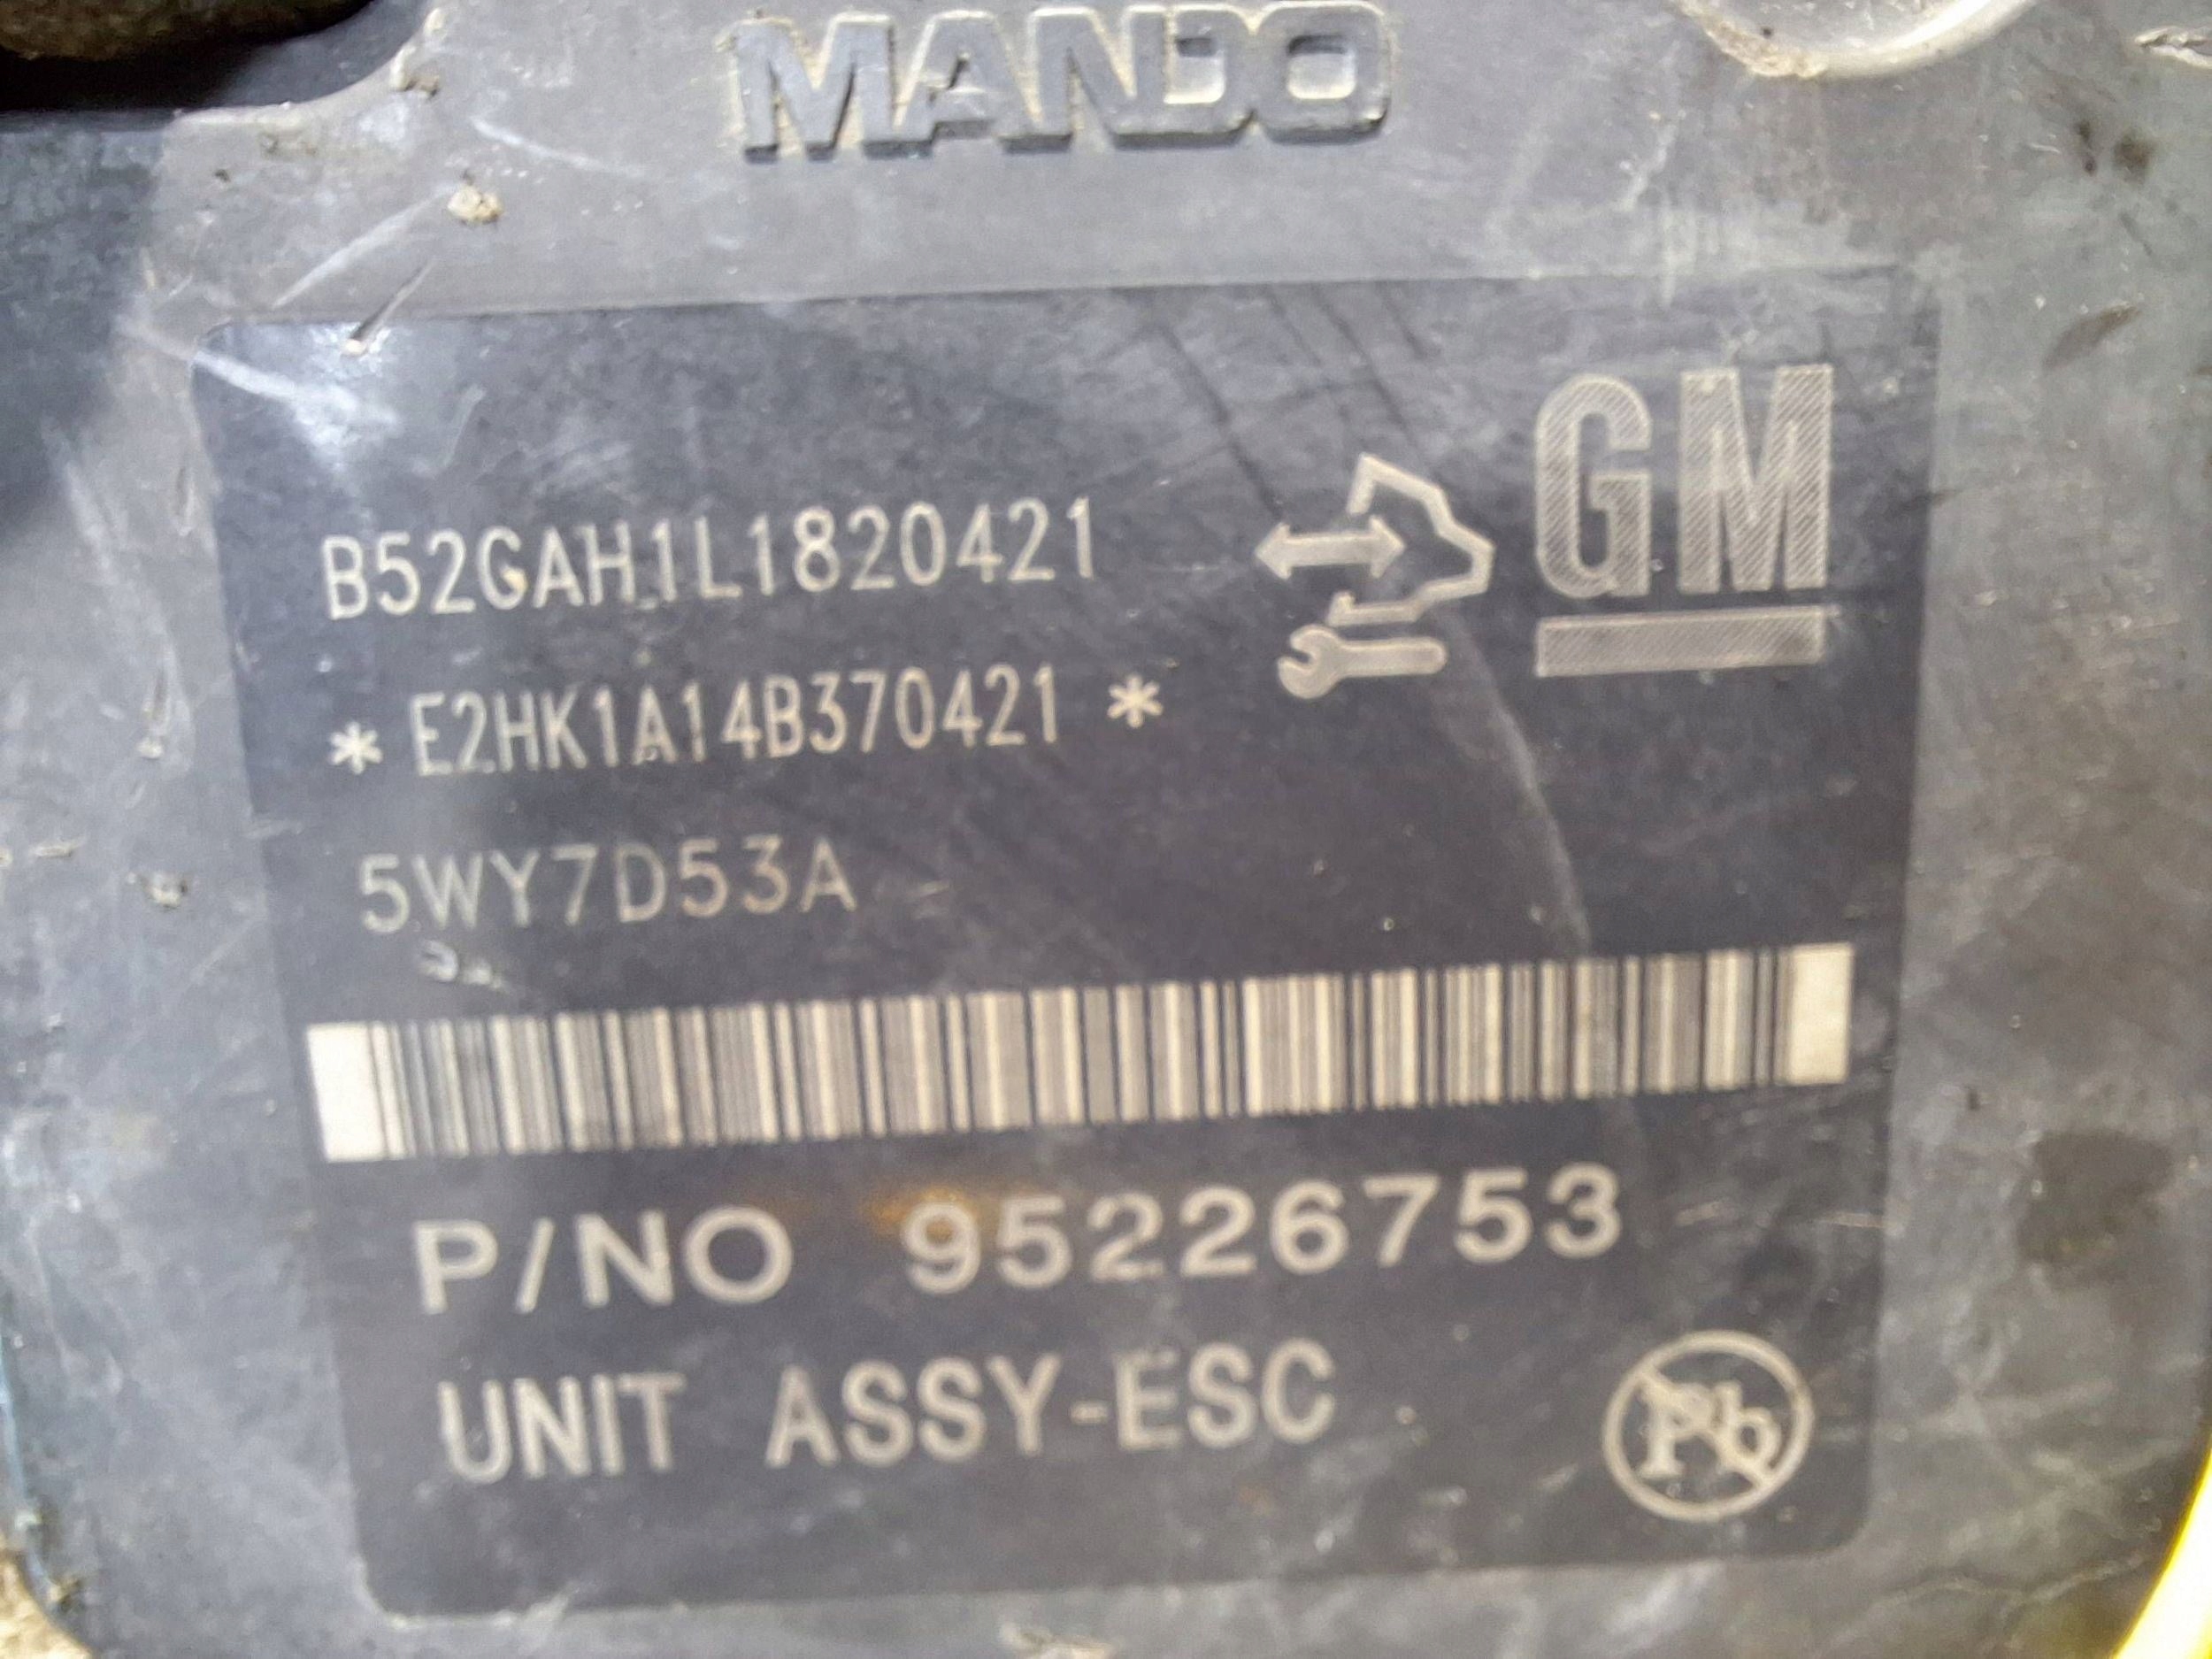 MANDO
GM
B52GAH1L1820421
* E2HK1A14B370421 *
5WY7D53A
P/NO 95226753
UNIT ASSY-ESC
Pb